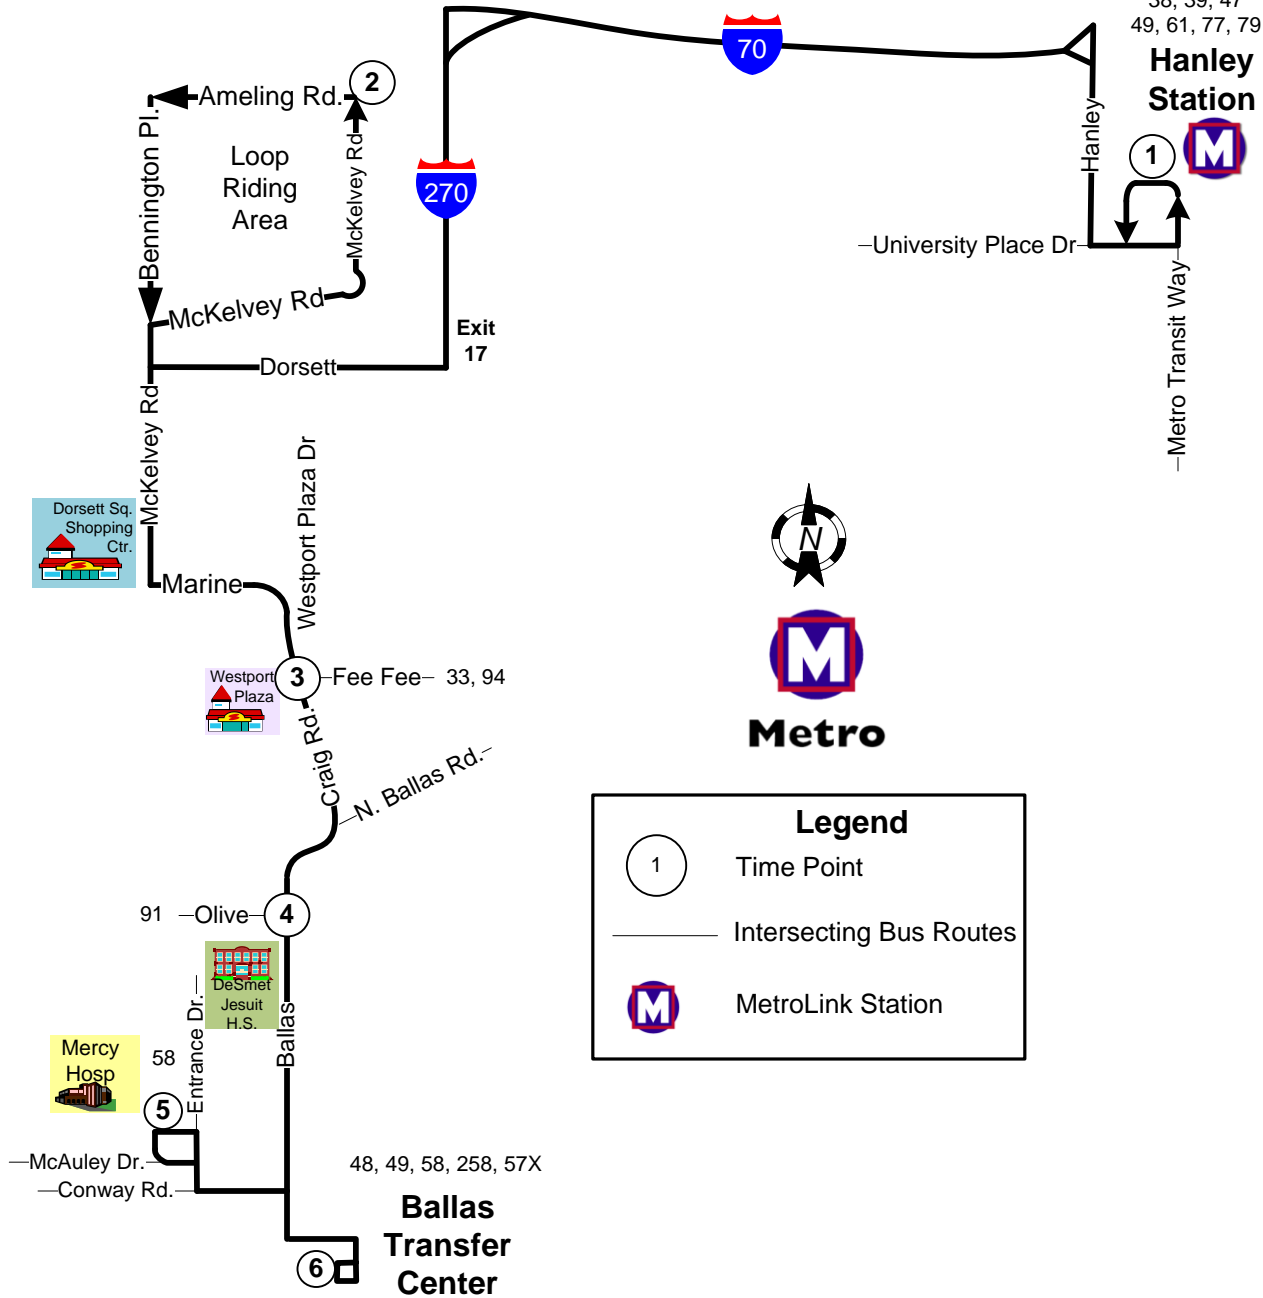 38, 39, 47
49, 61, 77, 79
Hanley
Station
70
2
Ameling Rd.
Bennington Pl.
Loop
Riding
Area
McKelvey Rd
270
Hanley
1
M
University Place Dr
Metro Transit Way
McKelvey Rd
Exit
17
Dorsett
McKelvey Rd
Westport Plaza Dr
Dorsett Sq.
Shopping
Ctr.
N
Marine
M
Metro
Westport
Plaza
3
Fee Fee
33, 94
Craig Rd.
N. Ballas Rd.
Legend
1
Time Point
Intersecting Bus Routes
M
MetroLink Station
91
Olive
4
DeSmet
Jesuit
H.S.
Entrance Dr.
Ballas
Mercy
Hosp
58
5
McAuley Dr.
Conway Rd.
48, 49, 58, 258, 57X
Ballas
Transfer
Center
6